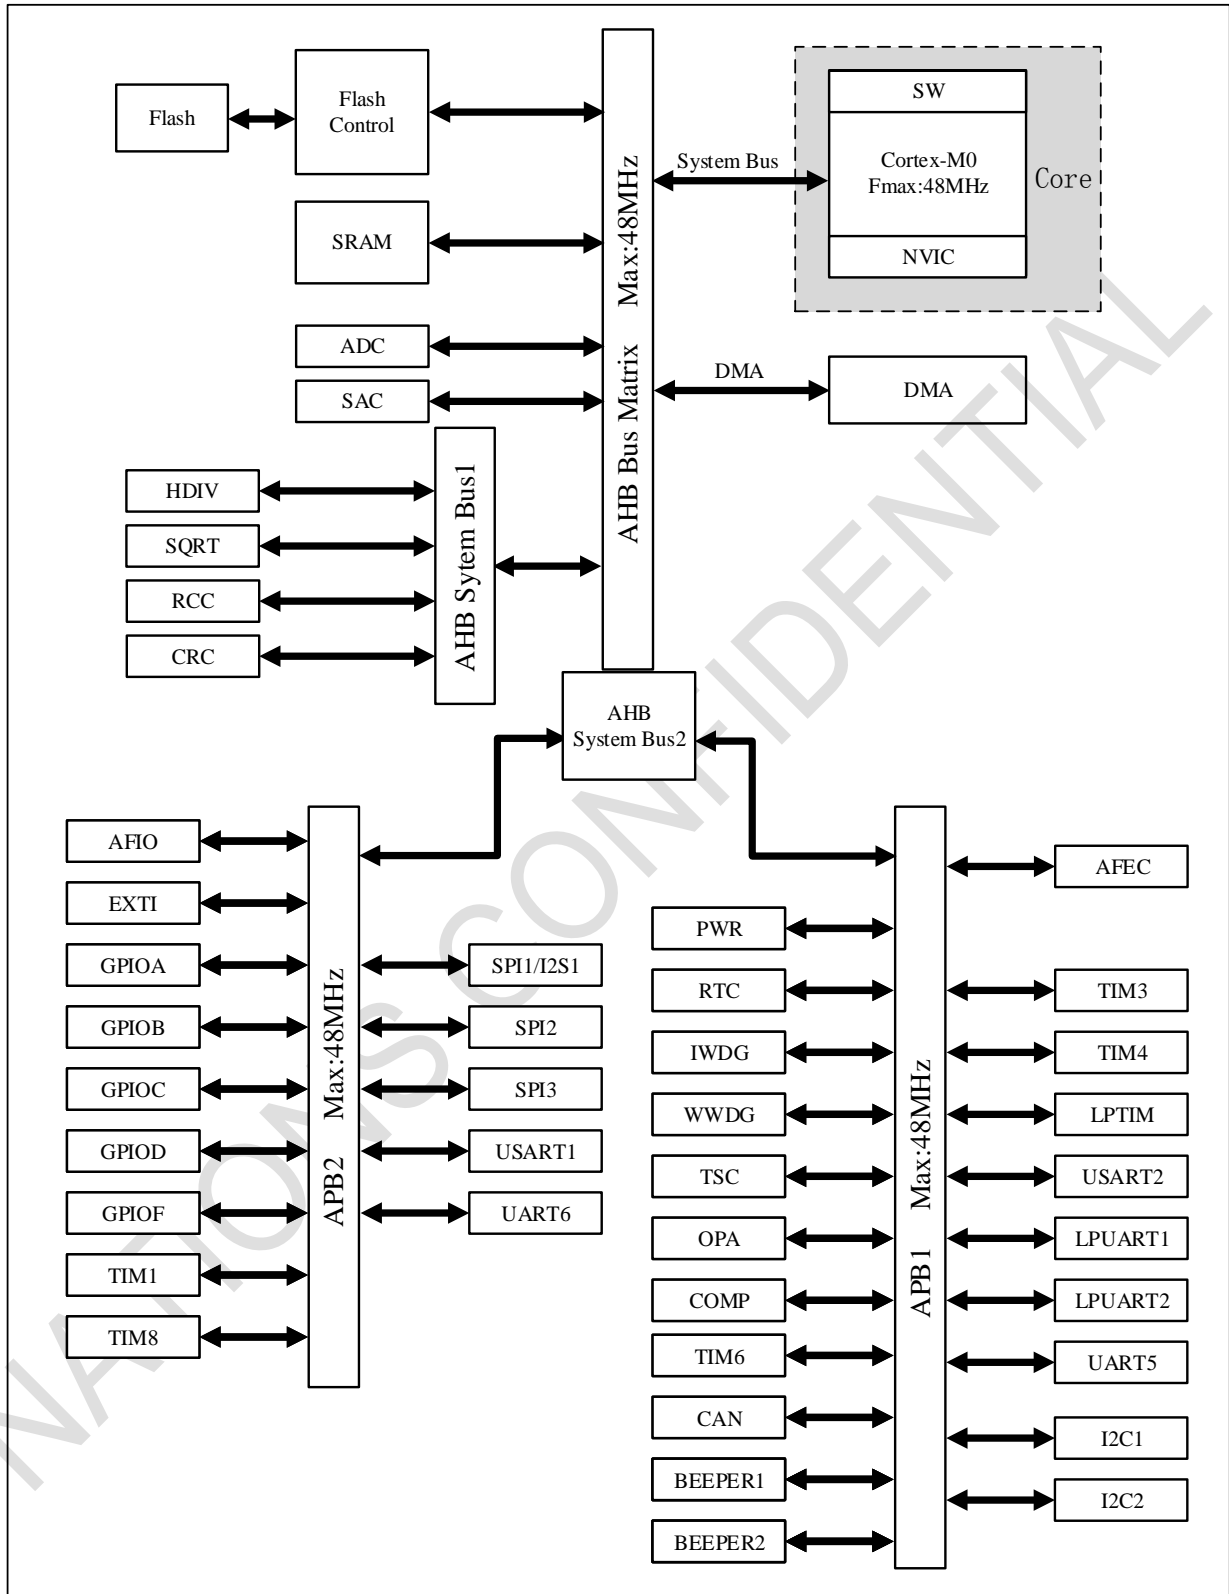 Flash
Flash
Control
SRAM
ADC
SAC
HDIV
SQRT
RCC
CRC
AHB Sytem Bus1
AHB Bus Matrix Max:48MHz
System Bus
SW
Cortex-M0
Fmax:48MHz
NVIC
Core
DMA
DMA
AHB
System Bus2
AFIO
EXTI
GPIOA
GPIOB
GPIOC
GPIOD
GPIOF
TIM1
TIM8
APB2 Max:48MHz
SPI1/I2S1
SPI2
SPI3
USART1
UART6
PWR
RTC
IWDG
WWDG
TSC
OPA
COMP
TIM6
CAN
BEEPER1
BEEPER2
APB1 Max:48MHz
AFEC
TIM3
TIM4
LPTIM
USART2
LPUART1
LPUART2
UART5
I2C1
I2C2
NATIONS CONFIDENTIAL